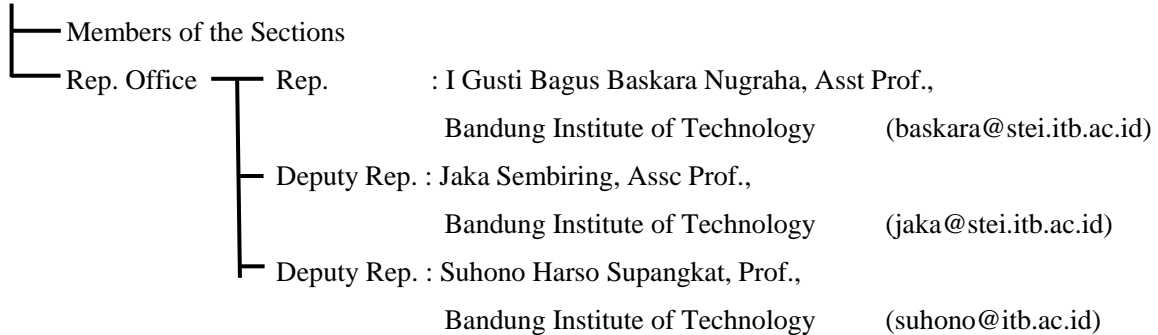 Members of the Sections
Rep. Office Rep. : I Gusti Bagus Baskara Nugraha, Asst Prof.,
Bandung Institute of Technology (baskara@stei.itb.ac.id)
Deputy Rep. : Jaka Sembiring, Assc Prof.,
Bandung Institute of Technology (jaka@stei.itb.ac.id)
Deputy Rep. : Suhono Harso Supangkat, Prof.,
Bandung Institute of Technology (suhono@itb.ac.id)